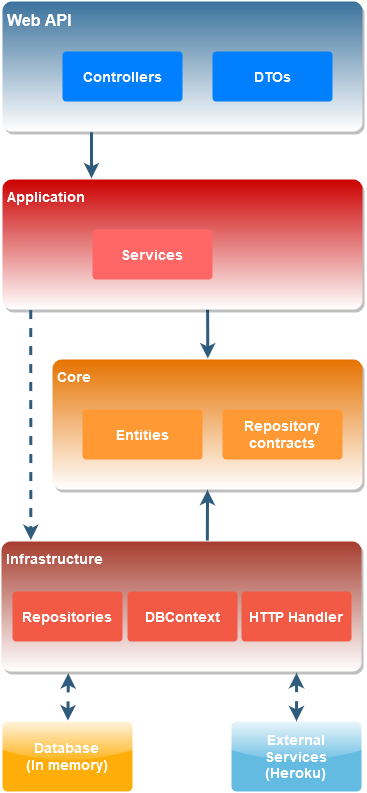 Web API
Controllers
DTOs
Application
Services
Core
Entities
Repository
contracts
Infrastructure
Repositories
DBContext
HTTP Handler
Database
(In memory)
External
Services
(Heroku)